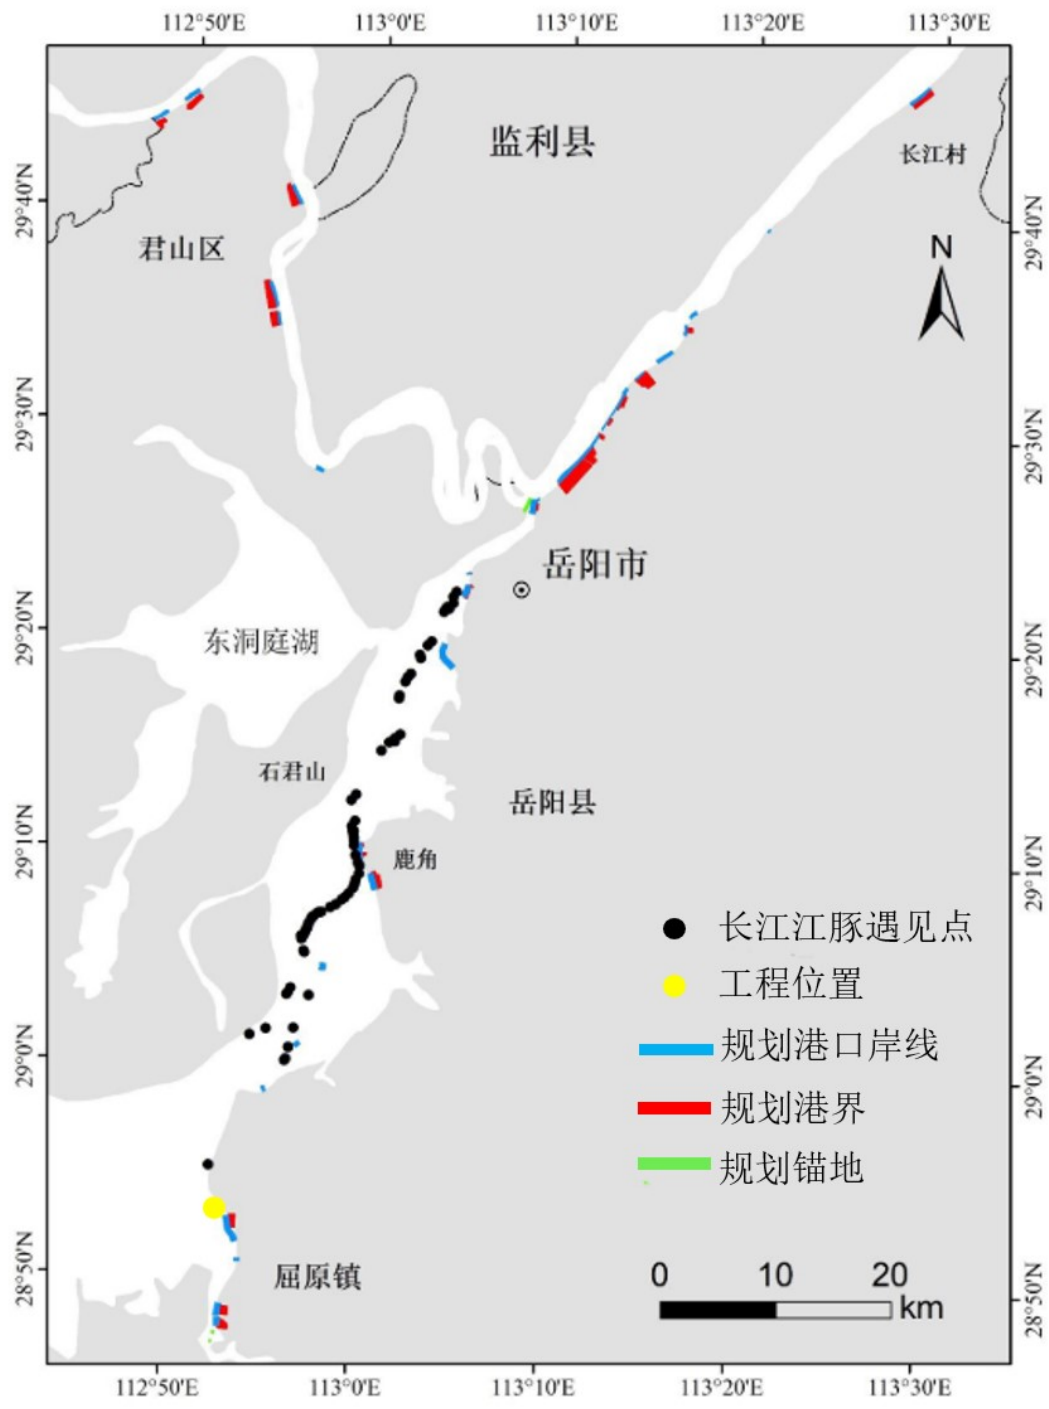 112°50'E
113°0'E
113°10'E
113°20'E
113°30'E
监利县
长江村
29°40'N
29°40'N
君山区
N
29°30'N
29°30'N
岳阳市
29°20'N
东洞庭湖
29°20'N
石君山
岳阳县
29°10'N
鹿角
29°10'N
长江江豚遇见点
工程位置
29°0'N
规划港口岸线
29°0'N
规划港界
规划锚地
28°50'N
屈原镇
0
10
20
km
28°50'N
112°50'E
113°0'E
113°10'E
113°20'E
113°30'E